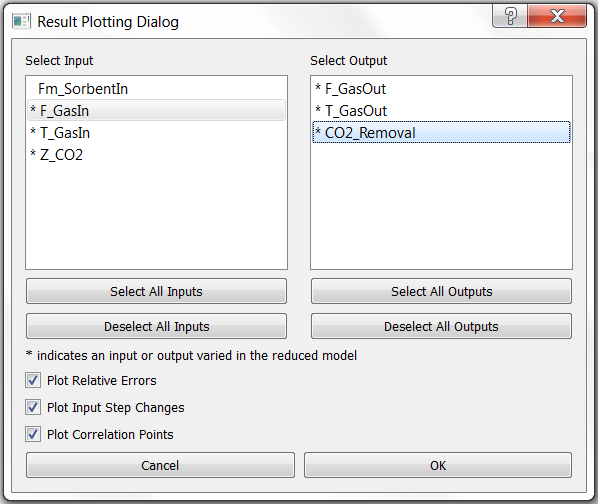 Result Plotting Dialog
Select Input
Select Output
Fm_SorbentIn
* F_GasIn
* T_GasIn
* Z_CO2
* F_GasOut
* T_GasOut
* CO2_Removal
Select All Inputs
Select All Outputs
Deselect All Inputs
Deselect All Outputs
* indicates an input or output varied in the reduced model
Plot Relative Errors
Plot Input Step Changes
Plot Correlation Points
Cancel
OK